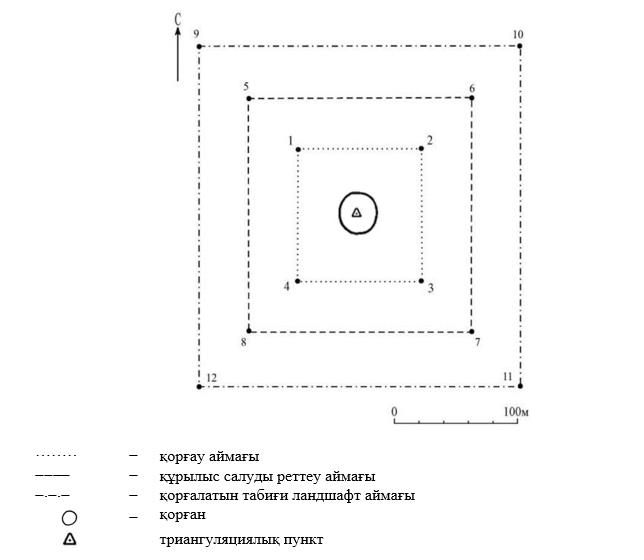 С
9
10
5
6
1
2
4
3
8
7
12
11
0
100м
........ – қорғау аймағы
–––– – құрылыс салуды реттеу аймағы
–.–.– – қорғалатын табиғи ландшафт аймағы
– қорған
триангуляциялық пункт